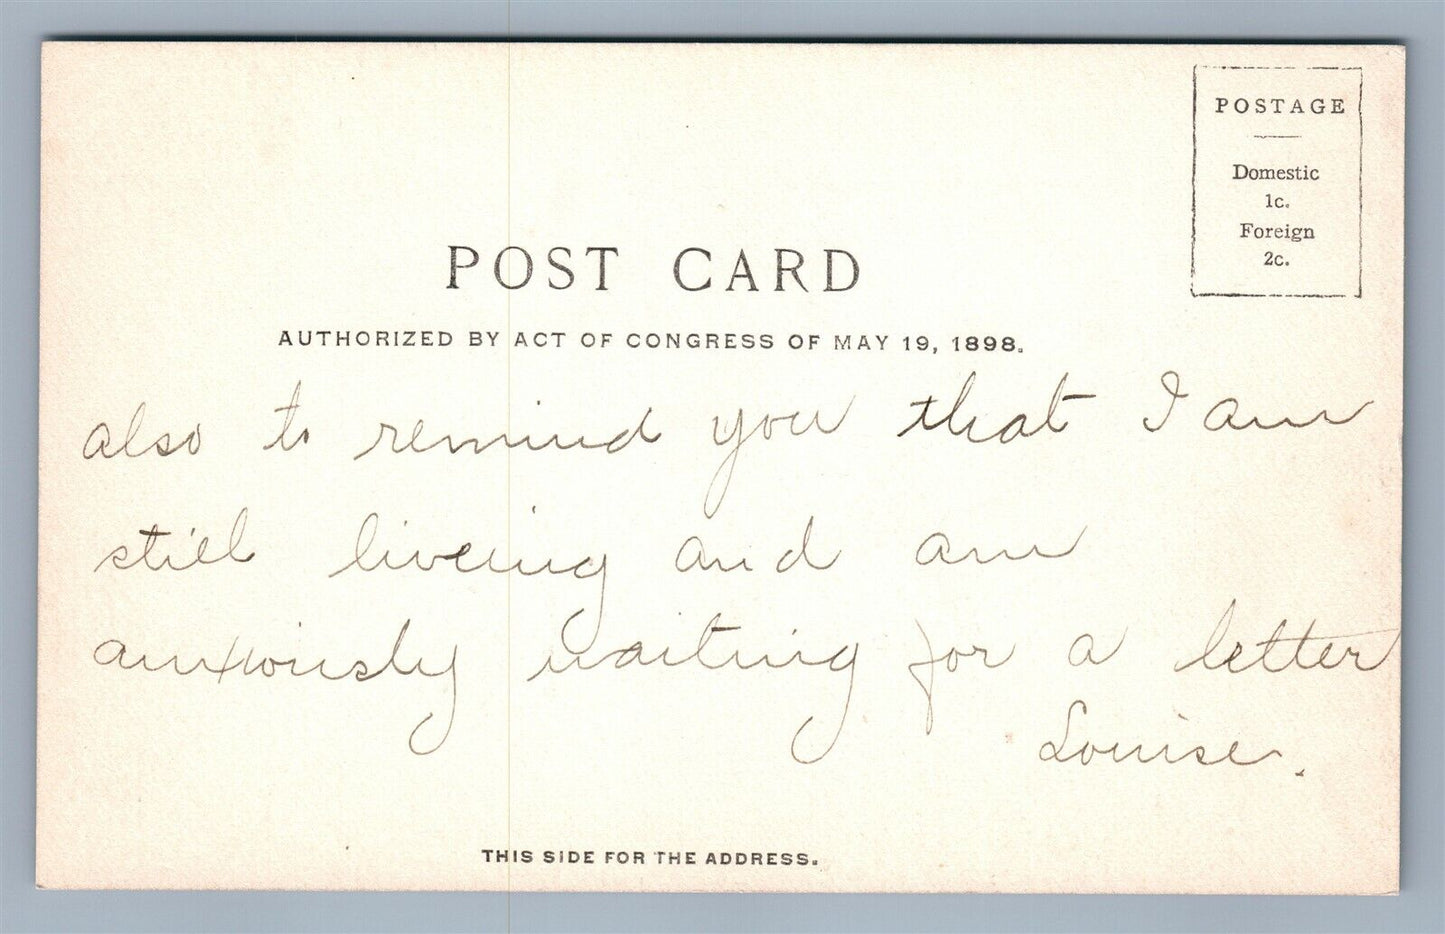 POSTAGE
Domestic
1c.
Foreign
2c.
POST CARD
AUTHORIZED BY ACT OF CONGRESS OF MAY 19, 1898.
also to remind you that I am
still liveing and am
anxiously waiting for a letter
Louise.
THIS SIDE FOR THE ADDRESS.